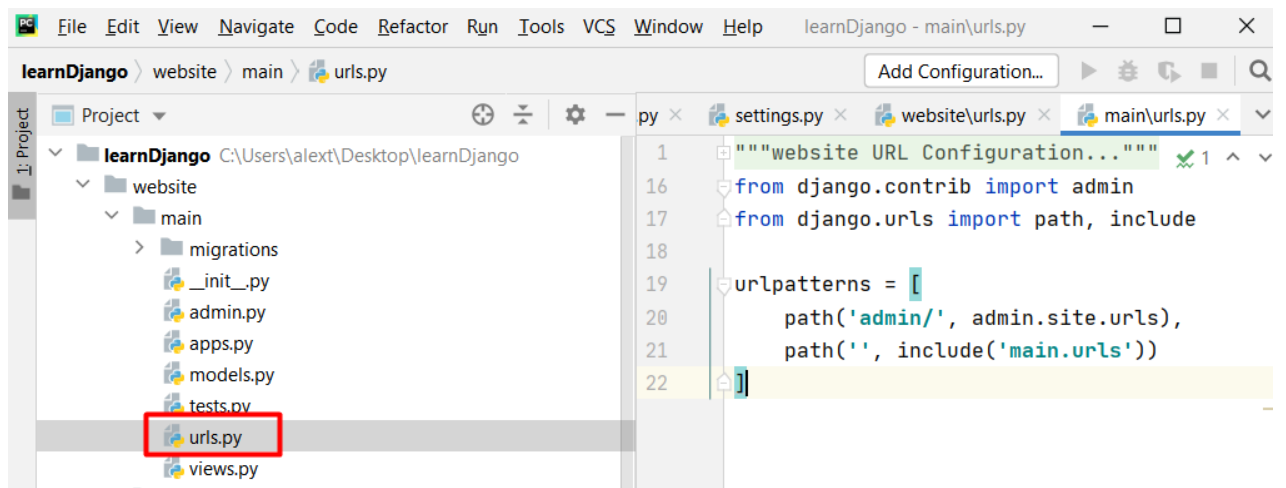 PC File Edit View Navigate Code Refactor Run Tools VCS Window Help learnDjango - main\urls.py
learnDjango website main urls.py Add Configuration...
1: Project
Project .py settings.py website\urls.py main\urls.py
learnDjango C:\Users\alext\Desktop\learnDjango
website
main
migrations
__init__.py
admin.py
apps.py
models.py
tests.py
urls.py
views.py
1 """website URL Configuration..."""  1
16 from django.contrib import admin
17 from django.urls import path, include
18
19 urlpatterns = [
20     path('admin/', admin.site.urls),
21     path('', include('main.urls'))
22 ]